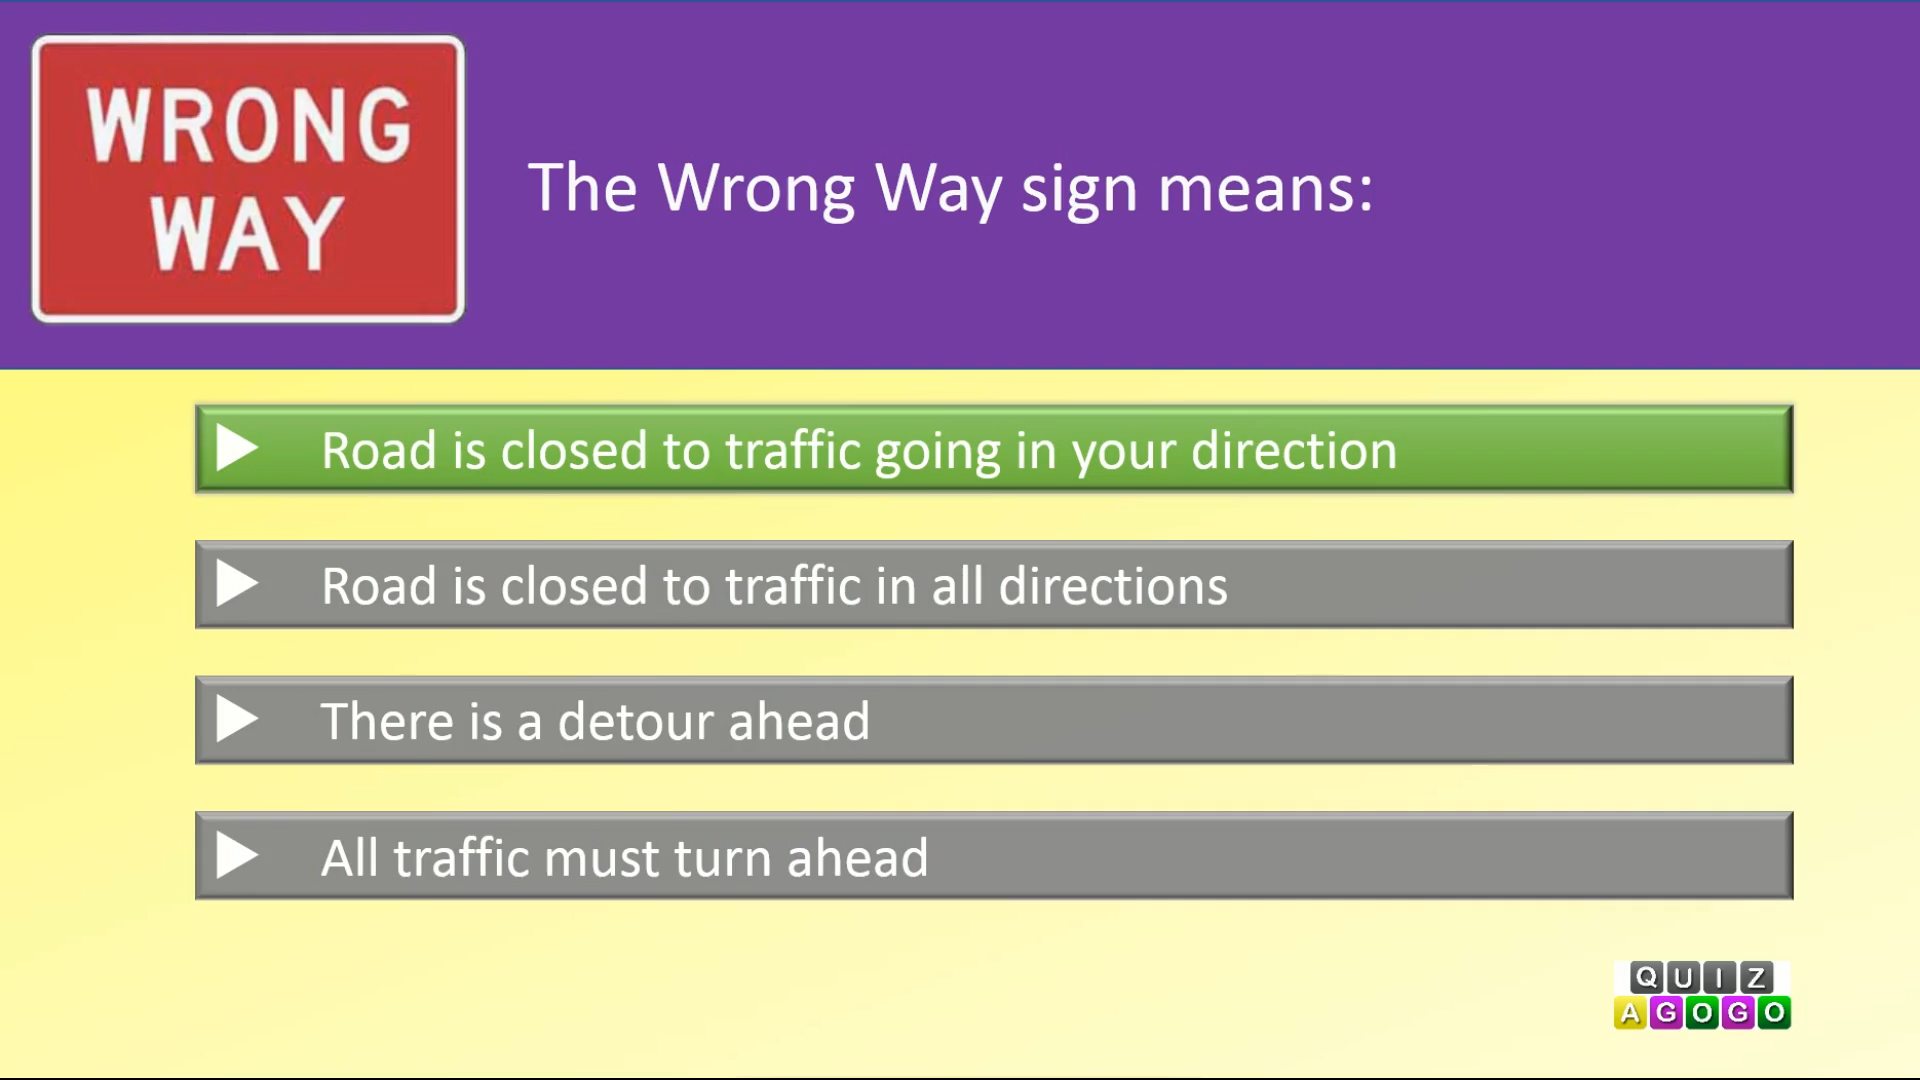 WRONG
WAY
The Wrong Way sign means:
Road is closed to traffic going in your direction
Road is closed to traffic in all directions
There is a detour ahead
All traffic must turn ahead
QUIZ
AGOGO